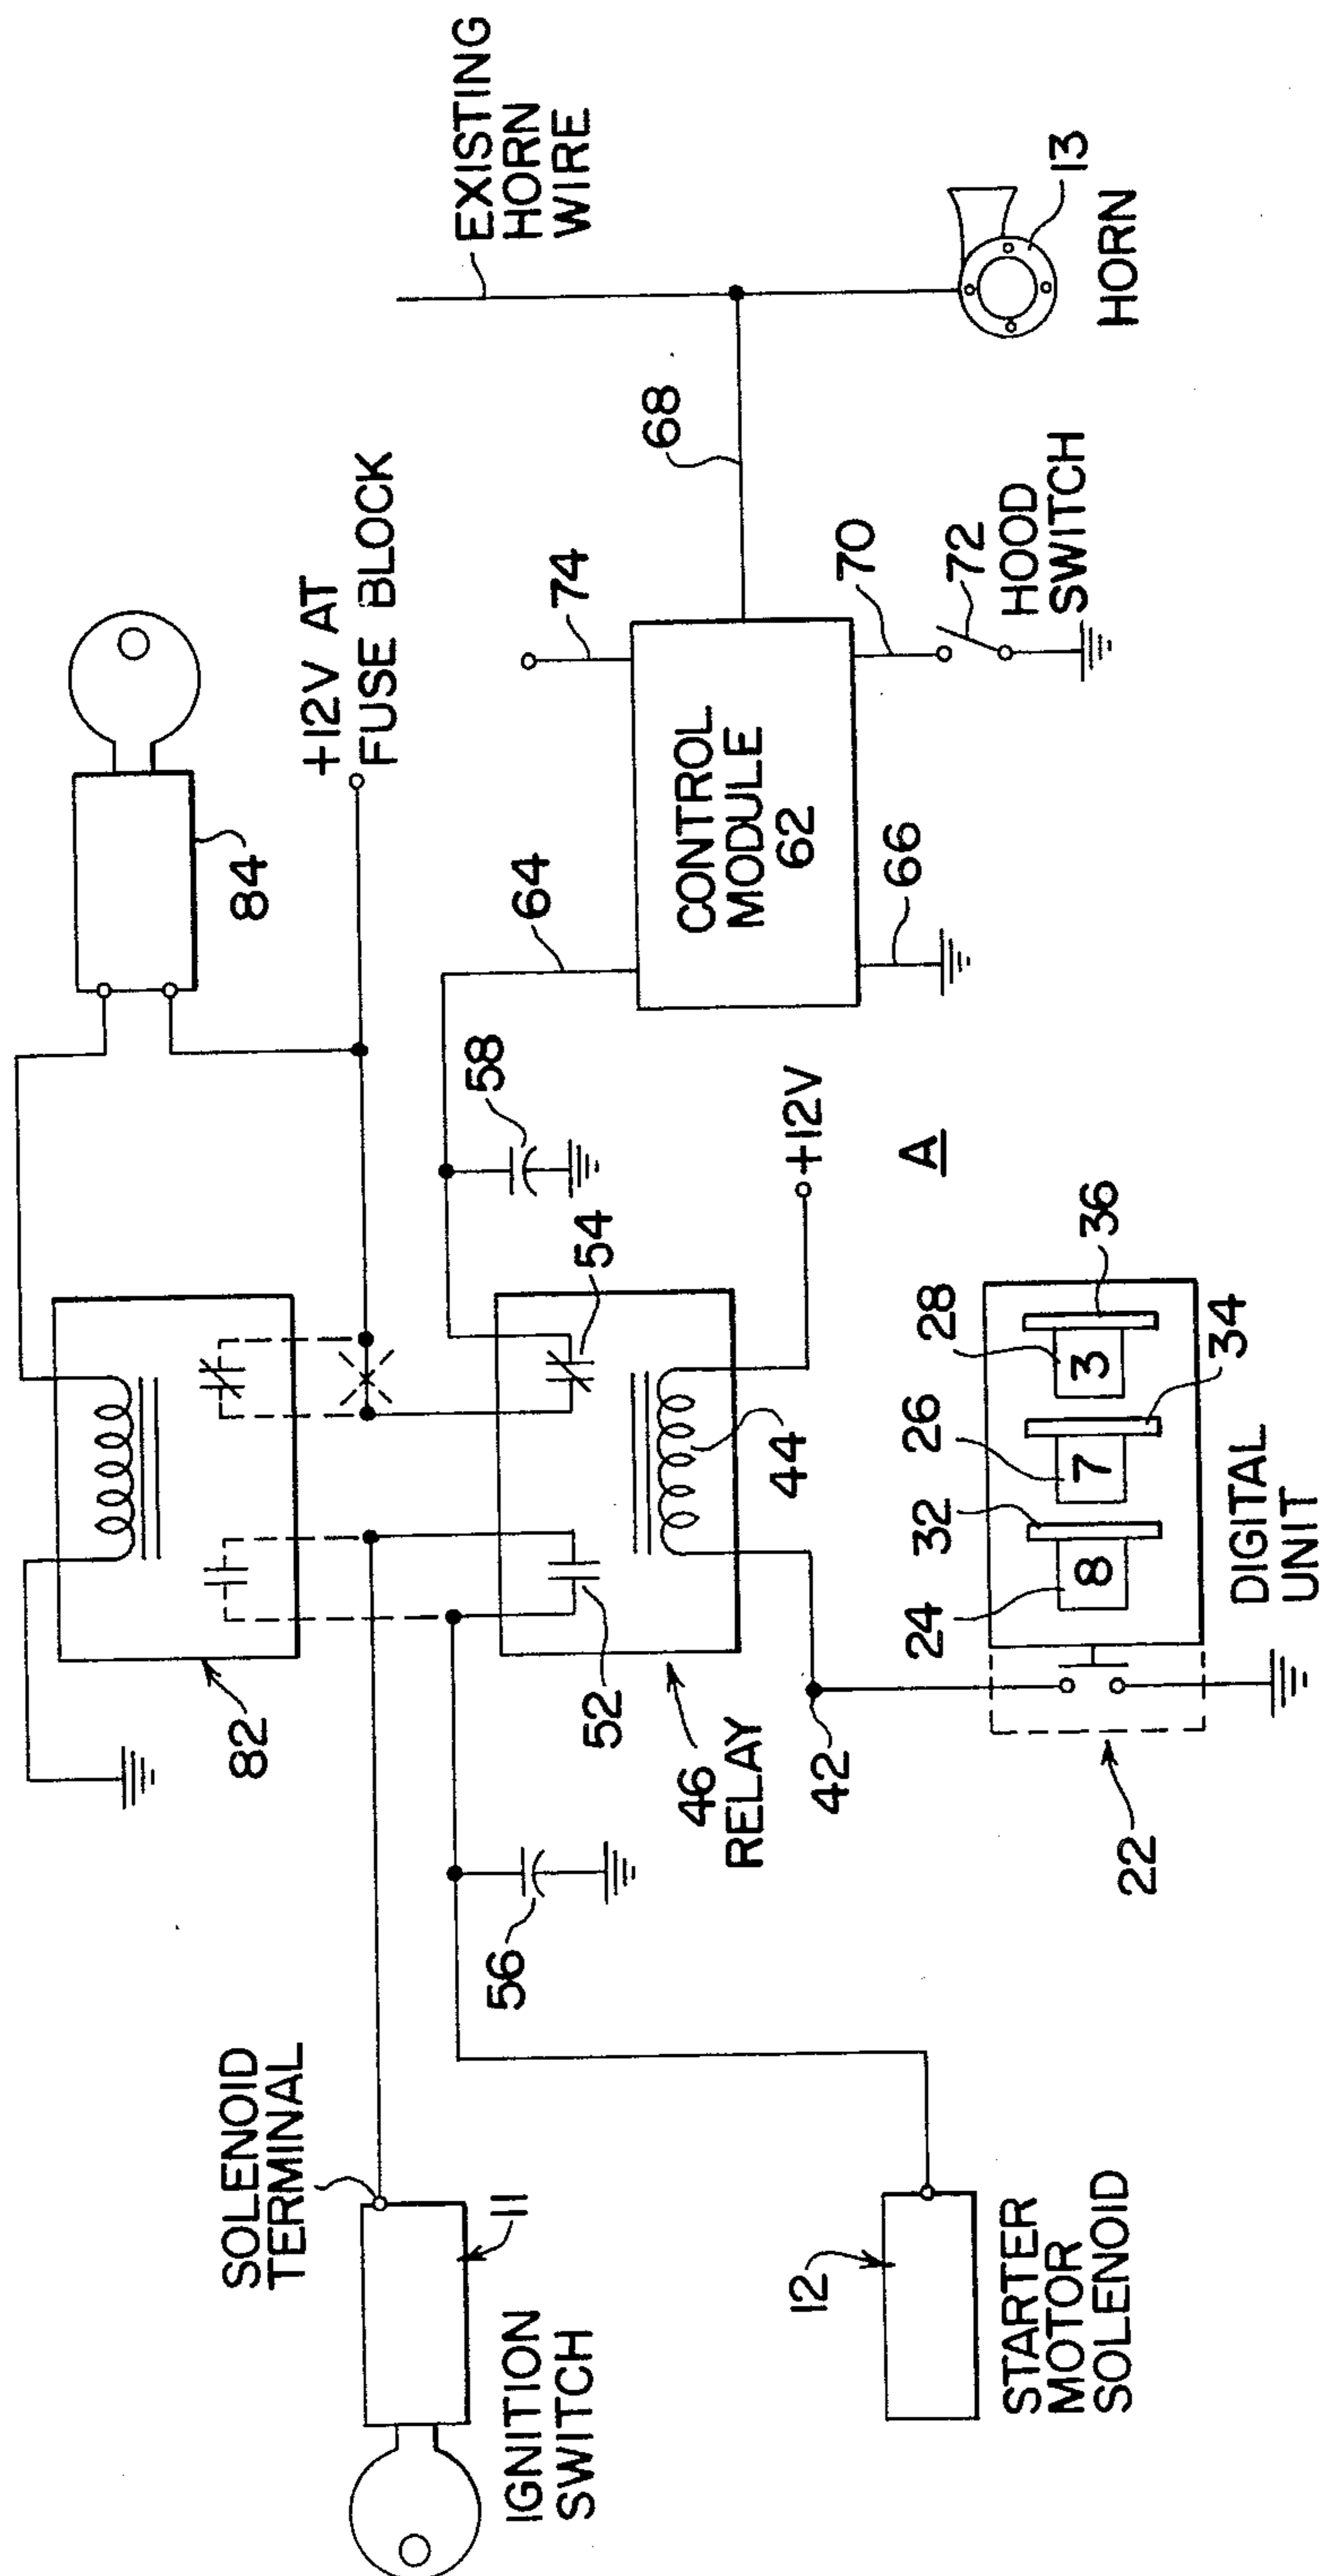 84
+12V AT
FUSE BLOCK
EXISTING
HORN
WIRE
82
SOLENOID
TERMINAL
11
IGNITION
SWITCH
56
52
54
58
64
74
68
CONTROL
MODULE
62
66
70
72
HOOD
SWITCH
13
HORN
46
RELAY
44
+12V
A
42
12
STARTER
MOTOR
SOLENOID
22
24
32
26
28
36
34
8
7
3
DIGITAL
UNIT